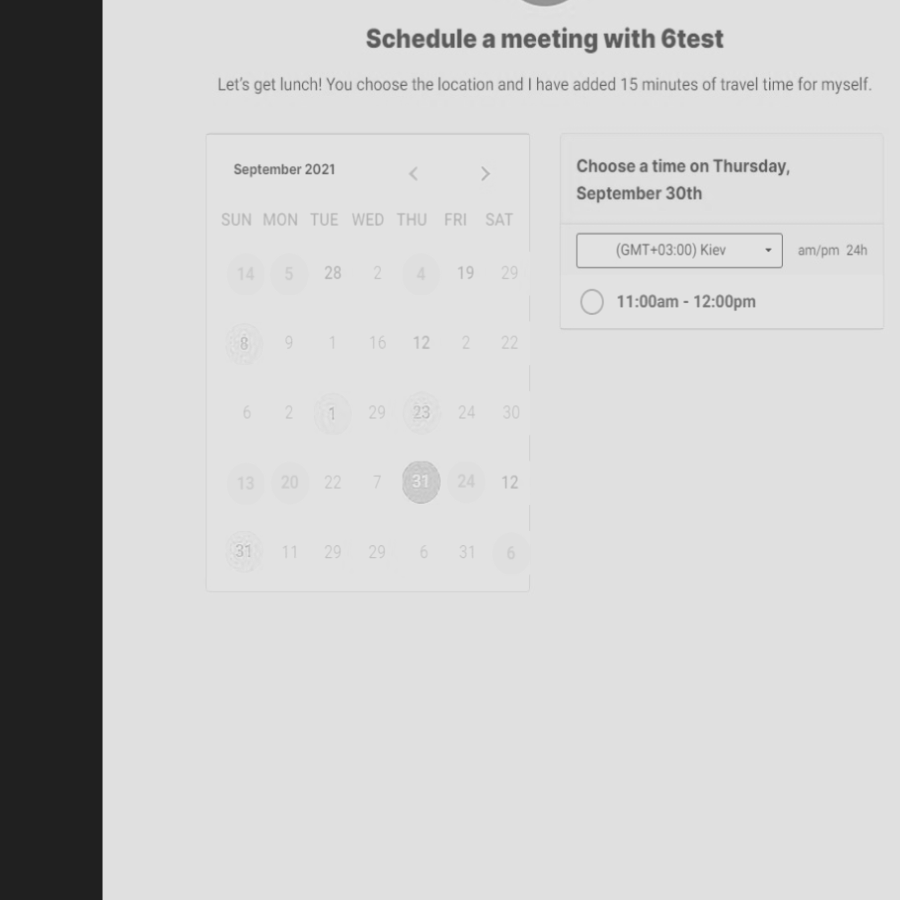 Schedule a meeting with 6test
Let's get lunch! You choose the location and I have added 15 minutes of travel time for myself.
September 2021
SUN MON TUE WED THU FRI SAT
14 5 28 2 4 19 29
8 9 1 16 12 2 22
6 2 1 29 23 24 30
13 20 22 7 31 24 12
31 11 29 29 6 31 6
Choose a time on Thursday,
September 30th
(GMT+03:00) Kiev am/pm 24h
11:00am - 12:00pm